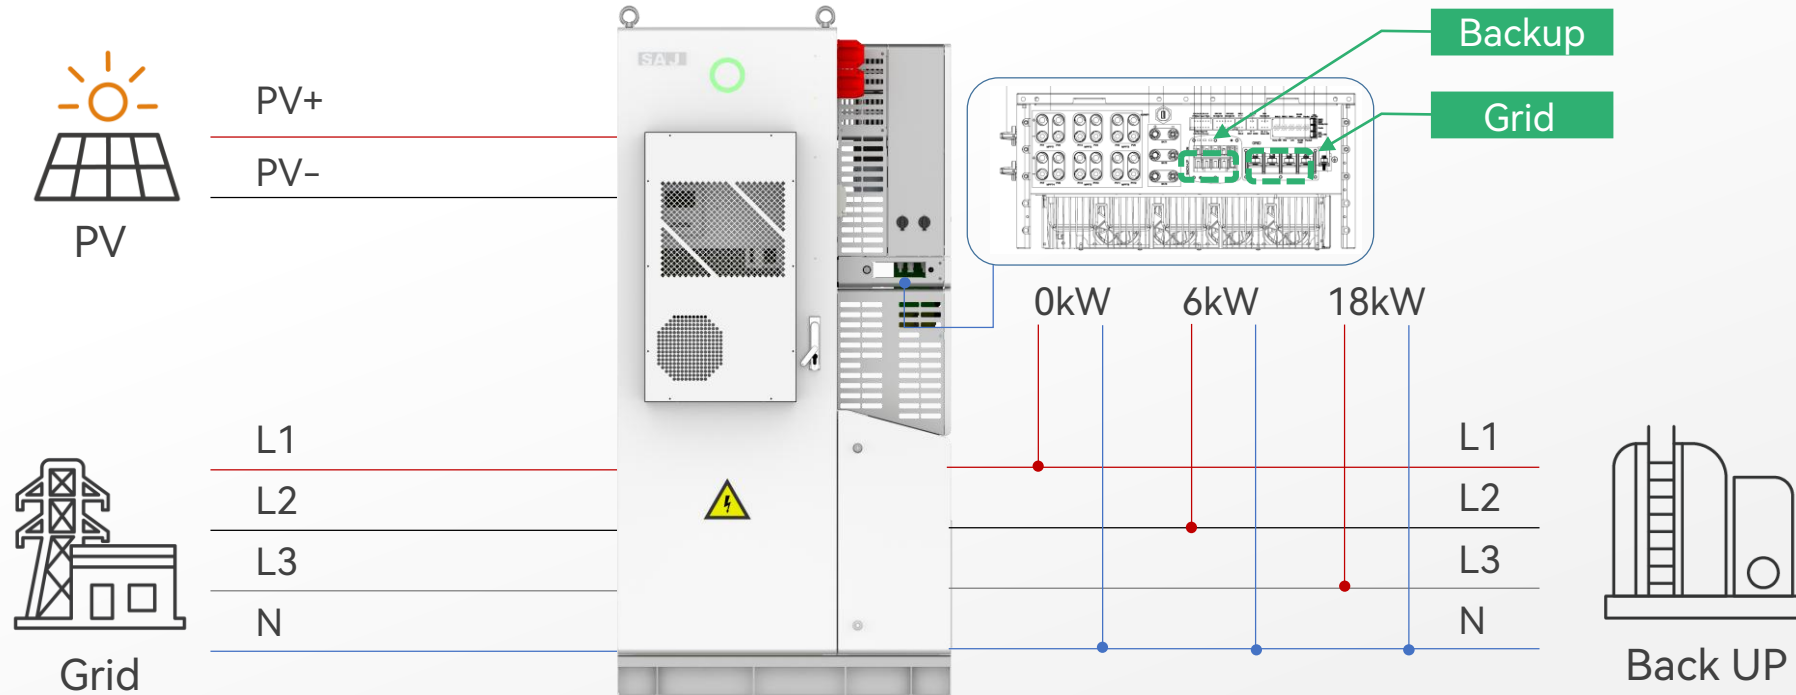 SAJ
Backup
Grid
PV+
PV-
PV
0kW
6kW
18kW
L1
L2
L3
N
Grid
L1
L2
L3
N
Back UP